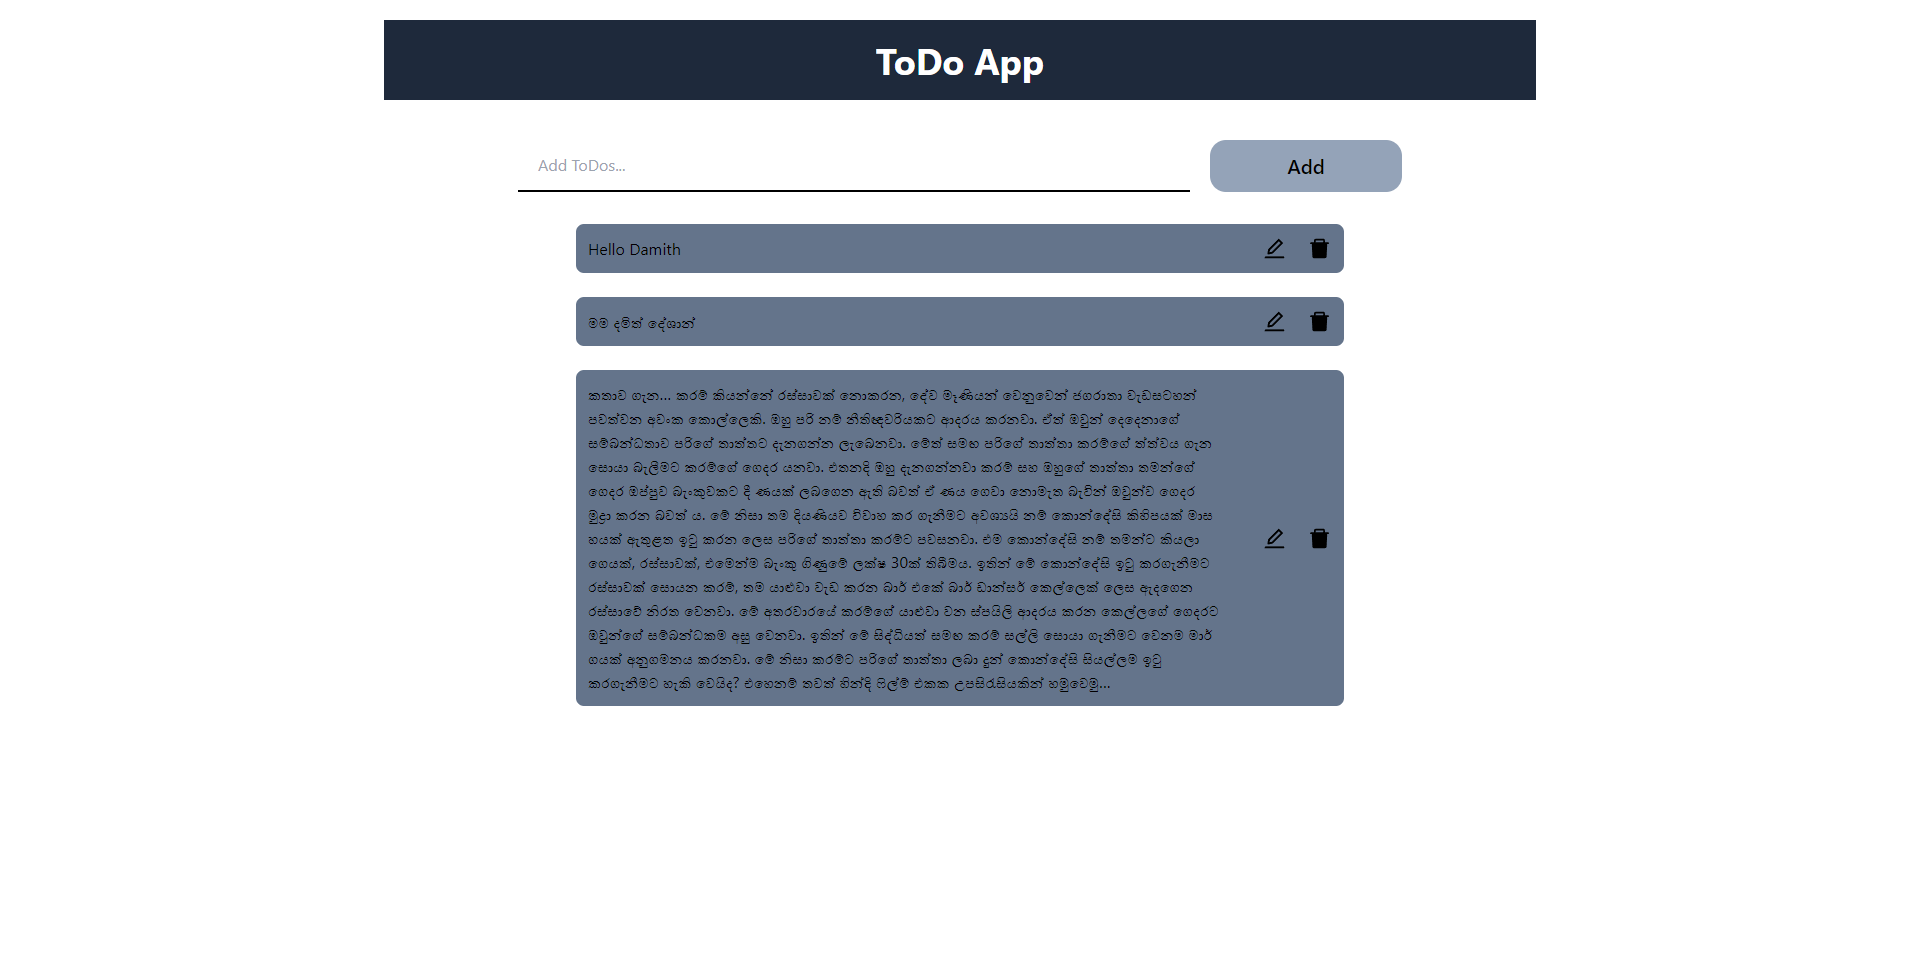 ToDo App
Add ToDos...
Add
Hello Damith
මම දමිත් දේශාන්
කතාව ගැන... කරම් කියන්නේ රස්සාවක් නොකරන, දේව මෑණියන් වෙනුවෙන් ජගරාතා වැඩසටහන්
පවත්වන අවංක කොල්ලෙකි. ඔහු පරි නම් නීතිඥවරියකට ආදරය කරනවා. ඒත් ඔවුන් දෙදෙනාගේ
සම්බන්ධතාව පරිගේ තාත්තට දැනගන්න ලැබෙනවා. මේත් සමඟ පරිගේ තාත්තා කරම්ගේ තත්වය ගැන
සොයා බැලීමට කරම්ගේ ගෙදර යනවා. එතනදි ඔහු දැනගන්නවා කරම් සහ ඔහුගේ තාත්තා තමන්ගේ
ගෙදර ඔප්පුව බැංකුවකට දී ණයක් ලබගෙන ඇති බවත් ඒ ණය ගෙවා නොමැත බැවින් ඔවුන්ව ගෙදර
මුද්‍රා කරන බවත් ය. මේ නිසා තම දියණියව විවාහ කර ගැනීමට අවශ්‍යයි නම් කොන්දේසි කිහිපයක් මාස
හයක් ඇතුළත ඉටු කරන ලෙස පරිගේ තාත්තා කරම්ට පවසනවා. එම කොන්දේසි නම් තමන්ට කියලා
ගෙයක්, රස්සාවක්, එමෙන්ම බැංකු ගිණුමේ ලක්ෂ 30ක් තිබීමය. ඉතින් මේ කොන්දේසි ඉටු කරගැනීමට
රස්සාවක් සොයන කරම්, තම යාළුවා වැඩ කරන බාර් එකේ බාර් ඩාන්සර් කෙල්ලෙක් ලෙස ඇදගෙන
රස්සාවේ නිරත වෙනවා. මේ අතරවාරයේ කරම්ගේ යාළුවා වන ස්පයිලි ආදරය කරන කෙල්ලගේ ගෙදරට
ඔවුන්ගේ සම්බන්ධකම අසු වෙනවා. ඉතින් මේ සිද්ධියත් සමඟ කරම් සල්ලි සොයා ගැනීමට වෙනම මාර්
ගයක් අනුගමනය කරනවා. මේ නිසා කරම්ට පරිගේ තාත්තා ලබා දුන් කොන්දේසි සියල්ලම ඉටු
කරගැනීමට හැකි වෙයිද? එහෙනම් තවත් හින්දි ෆිල්ම් එකක උපසිරැසියකින් හමුවෙමු...